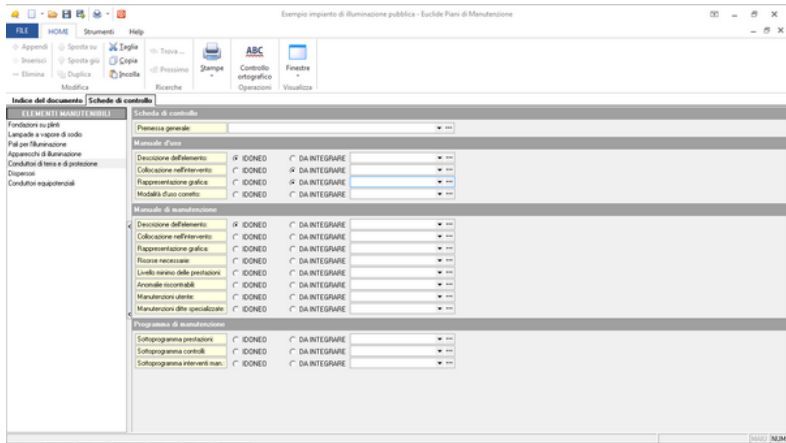 Esempio impianto di illuminazione pubblica - Euclide Piani di Manutenzione
FILE HOME Strumenti Help
Appendi Sposta su Taglia Trova ...
Inserisci Sposta giù Copia Prossimo
Elimina Duplica Incolla
Stampe
ABC
Controllo ortografico
Finestre
Modifica Ricerche Operazioni Visualizza
Indice del documento Schede di controllo
ELEMENTI MANUTENIBILI
Fondazioni su plinti
Lampade a vapore di sodio
Pali per l'illuminazione
Apparecchi di illuminazione
Conduttori di terra e di protezione
Dispersori
Conduttori equipotenziali
Scheda di controllo
Premessa generale:
Manuale d'uso
Descrizione dell'elemento: IDONEO DA INTEGRARE
Collocazione nell'intervento: IDONEO DA INTEGRARE
Rappresentazione grafica: IDONEO DA INTEGRARE
Modalità d'uso corretto: IDONEO DA INTEGRARE
Manuale di manutenzione
Descrizione dell'elemento: IDONEO DA INTEGRARE
Collocazione nell'intervento: IDONEO DA INTEGRARE
Rappresentazione grafica: IDONEO DA INTEGRARE
Risorse necessarie: IDONEO DA INTEGRARE
Livello minimo delle prestazioni: IDONEO DA INTEGRARE
Anomalie riscontrabili: IDONEO DA INTEGRARE
Manutenzioni utente: IDONEO DA INTEGRARE
Manutenzioni ditte specializzate: IDONEO DA INTEGRARE
Programma di manutenzione
Sottoprogramma prestazioni: IDONEO DA INTEGRARE
Sottoprogramma controlli: IDONEO DA INTEGRARE
Sottoprogramma interventi man.: IDONEO DA INTEGRARE
MAIU NUM